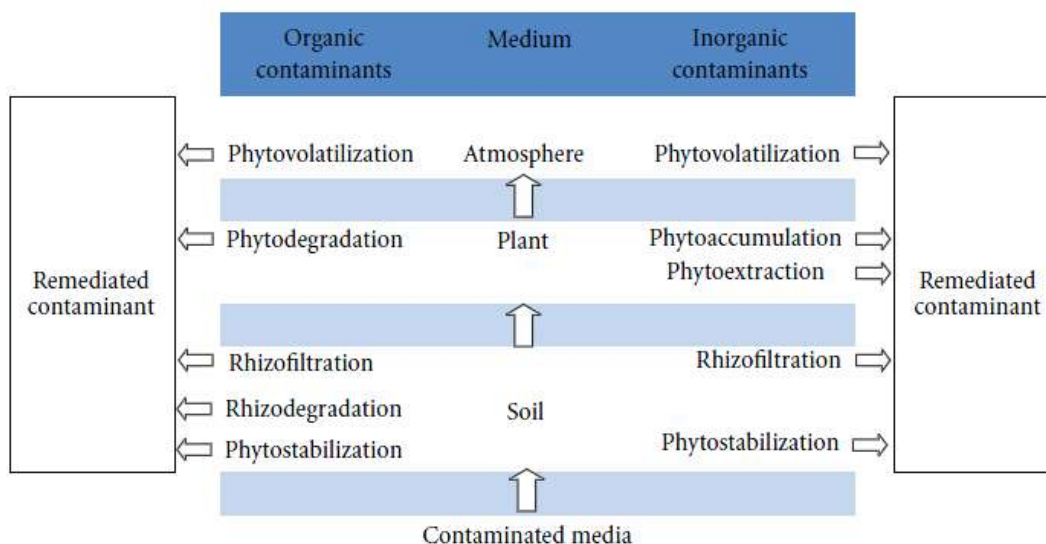 Organic
contaminants
Medium
Inorganic
contaminants
Phytovolatilization
Atmosphere
Phytovolatilization
Phytodegradation
Plant
Phytoaccumulation
Phytoextraction
Remediated
contaminant
Remediated
contaminant
Rhizofiltration
Rhizofiltration
Rhizodegradation
Soil
Phytostabilization
Phytostabilization
Contaminated media